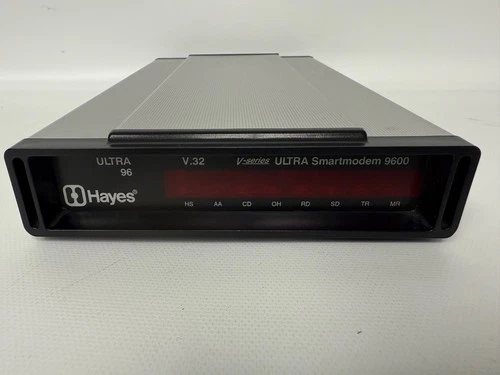 ULTRA V.32 V-series ULTRA Smartmodem 9600
96
Hayes®
HS AA CD OH RD SD TR MR